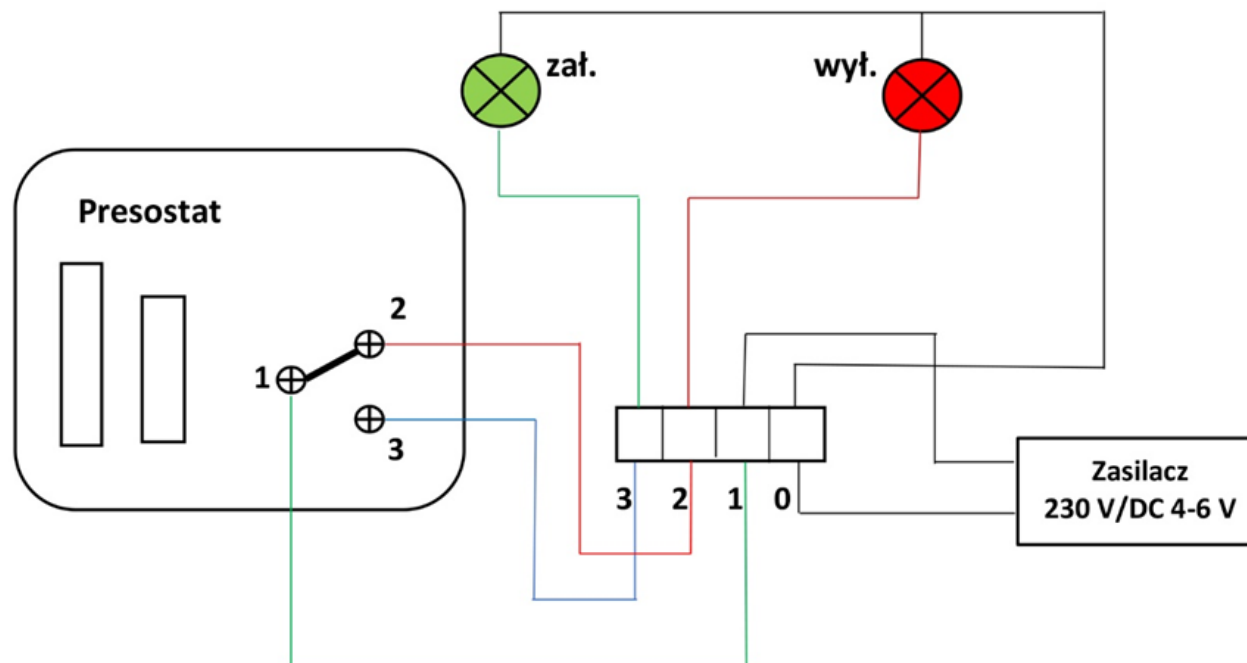 zał.
wył.
Presostat
2
1
3
3 2 1 0
Zasilacz
230 V/DC 4-6 V